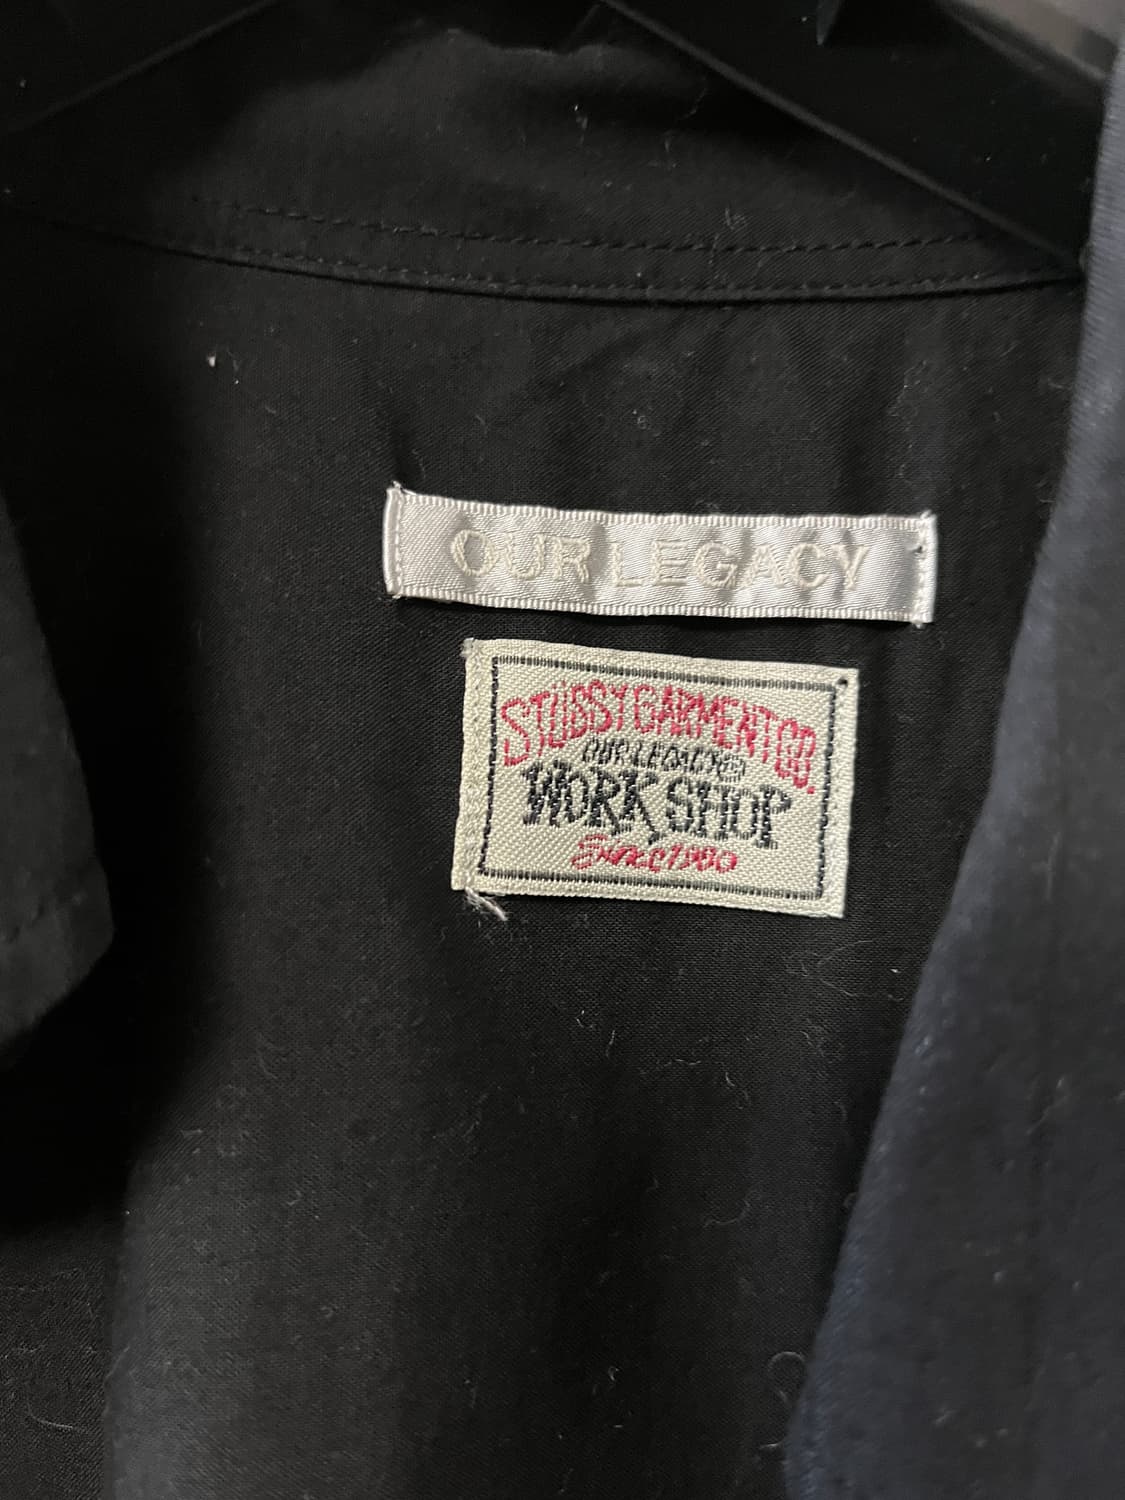 OUR LEGACY
STÜSSY GARMENT CO.
OUR LEGACY®
WORK SHOP
Since 1980